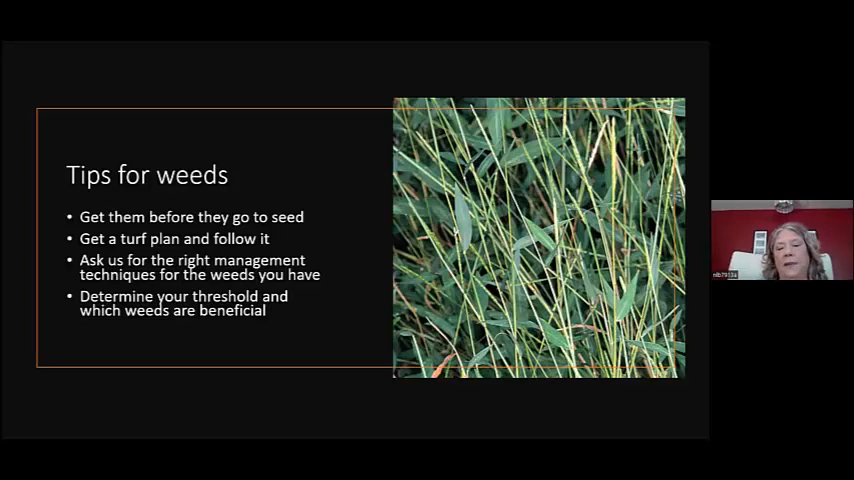 Tips for weeds
• Get them before they go to seed
• Get a turf plan and follow it
• Ask us for the right management
techniques for the weeds you have
• Determine your threshold and
which weeds are beneficial
nlb7913a